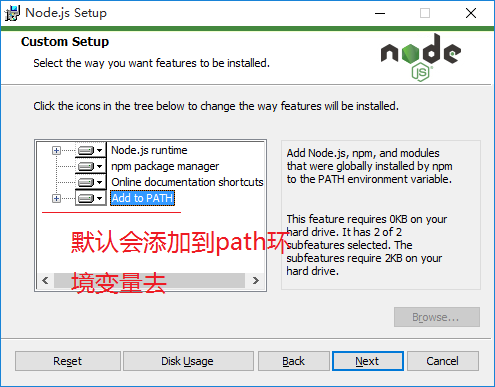 Node.js Setup
Custom Setup
Select the way you want features to be installed.
node
JS
Click the icons in the tree below to change the way features will be installed.
Node.js runtime
npm package manager
Online documentation shortcuts
Add to PATH
默认会添加到path环
境变量去
Add Node.js, npm, and modules
that were globally installed by npm
to the PATH environment variable.
This feature requires 0KB on your
hard drive. It has 2 of 2
subfeatures selected. The
subfeatures require 2KB on your
hard drive.
Browse...
Reset
Disk Usage
Back
Next
Cancel